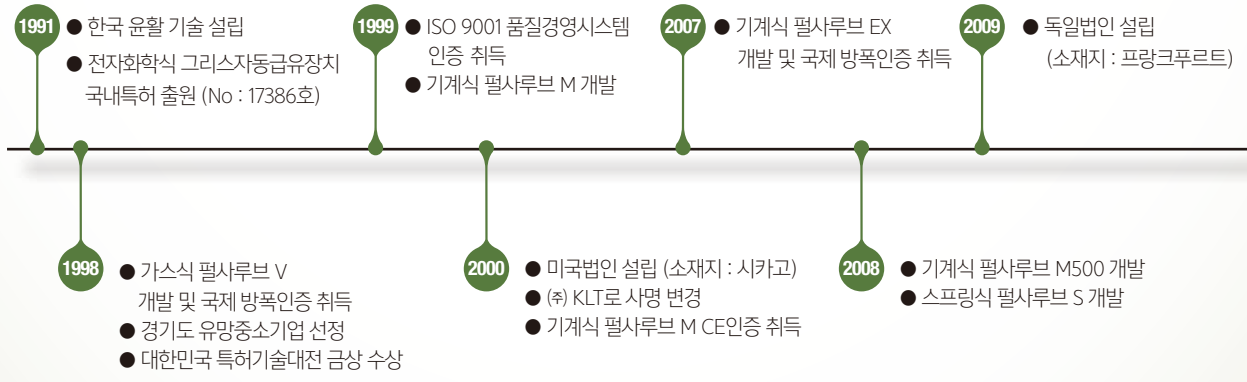 1991
● 한국 윤활 기술 설립
● 전자화학식 그리스자동급유장치
국내특허 출원 (No : 17386호)
1998
● 가스식 펄사루브 V
개발 및 국제 방폭인증 취득
● 경기도 유망중소기업 선정
● 대한민국 특허기술대전 금상 수상
1999
● ISO 9001 품질경영시스템
인증 취득
● 기계식 펄사루브 M 개발
2000
● 미국법인 설립 (소재지 : 시카고)
● ㈜ KLT로 사명 변경
● 기계식 펄사루브 M CE인증 취득
2007
● 기계식 펄사루브 EX
개발 및 국제 방폭인증 취득
2008
● 기계식 펄사루브 M500 개발
● 스프링식 펄사루브 S 개발
2009
● 독일법인 설립
(소재지 : 프랑크푸르트)